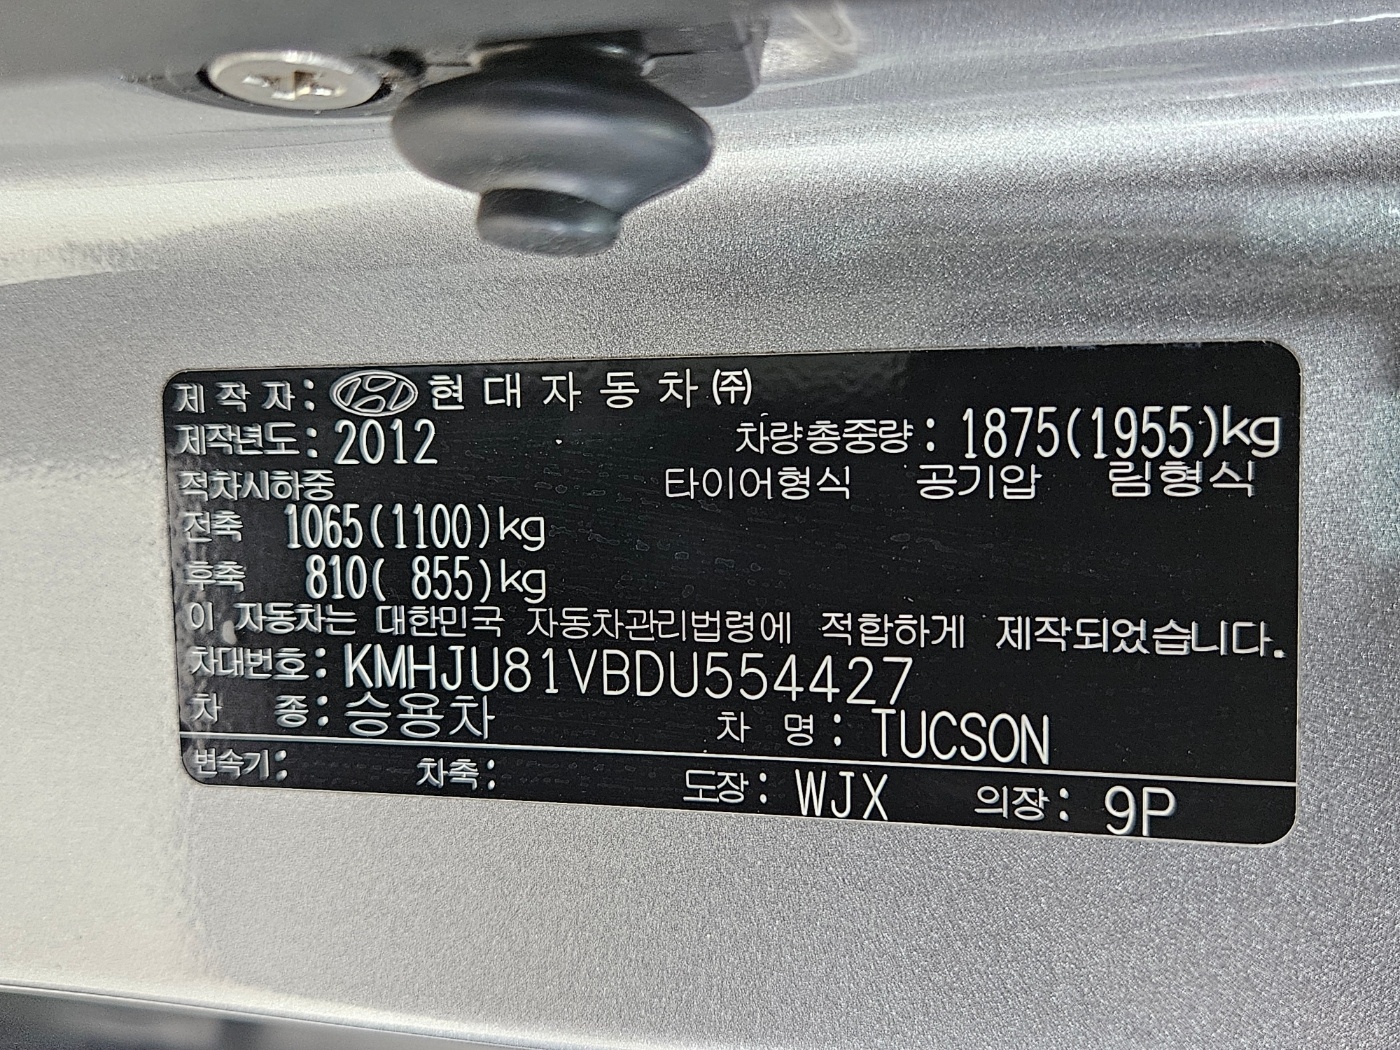 제 작 자 : 현 대 자 동 차 ㈜
제작년도 : 2012 차량총중량 : 1875(1955)kg
적차시하중 타이어형식 공기압 림형식
전축 1065(1100)kg
후축 810( 855)kg
이 자동차는 대한민국 자동차관리법령에 적합하게 제작되었습니다.
차대번호 : KMHJU81VBDU554427
차 종 : 승용차 차 명 : TUCSON
변속기 : 차축 : 도장 : WJX 의장 : 9P